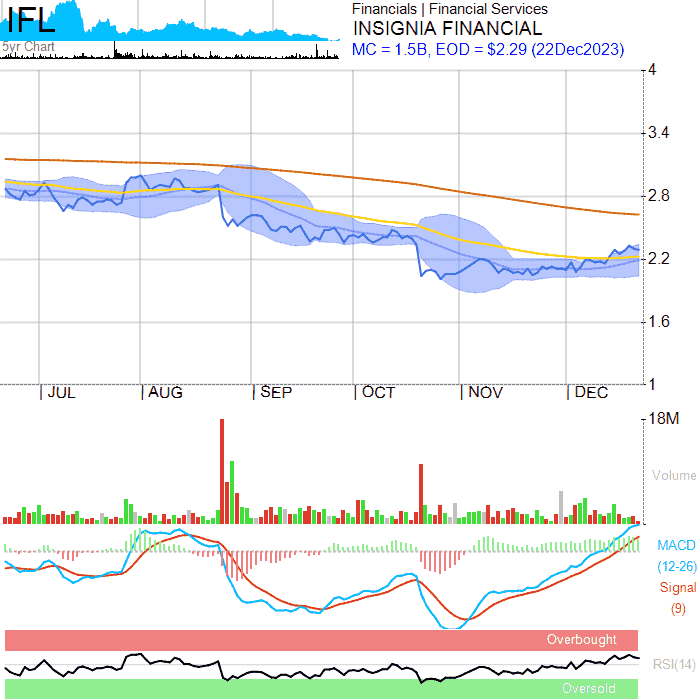 IFL
5yr Chart
Financials | Financial Services
INSIGNIA FINANCIAL
MC = 1.5B, EOD = $2.29 (22Dec2023)
4
3.4
2.8
2.2
1.6
1
JUL AUG SEP OCT NOV DEC
18M
Volume
MACD
(12-26)
Signal
(9)
Overbought
RSI(14)
Oversold